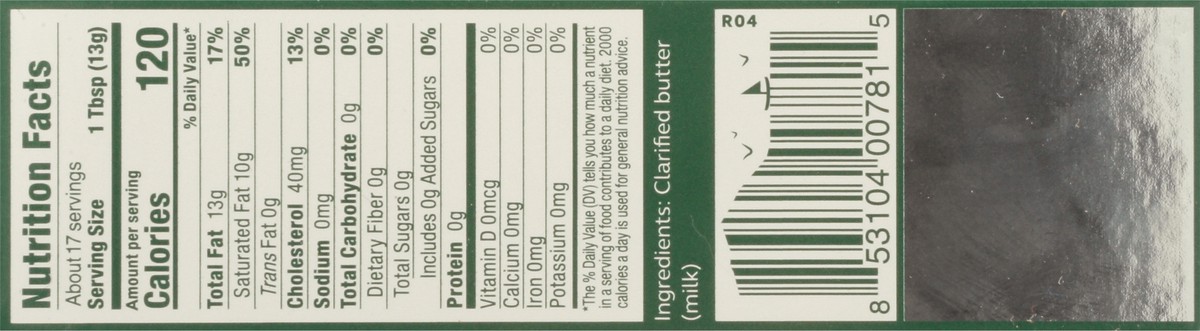 Nutrition Facts
About 17 servings
Serving Size 1 Tbsp (13g)
Amount per serving
Calories 120
% Daily Value*
Total Fat 13g 17%
Saturated Fat 10g 50%
Trans Fat 0g
Cholesterol 40mg 13%
Sodium 0mg 0%
Total Carbohydrate 0g 0%
Dietary Fiber 0g 0%
Total Sugars 0g
Includes 0g Added Sugars 0%
Protein 0g
Vitamin D 0mcg 0%
Calcium 0mg 0%
Iron 0mg 0%
Potassium 0mg 0%
*The % Daily Value (DV) tells you how much a nutrient
in a serving of food contributes to a daily diet. 2000
calories a day is used for general nutrition advice.
Ingredients: Clarified butter
(milk)
R04
8 53104 00781 5